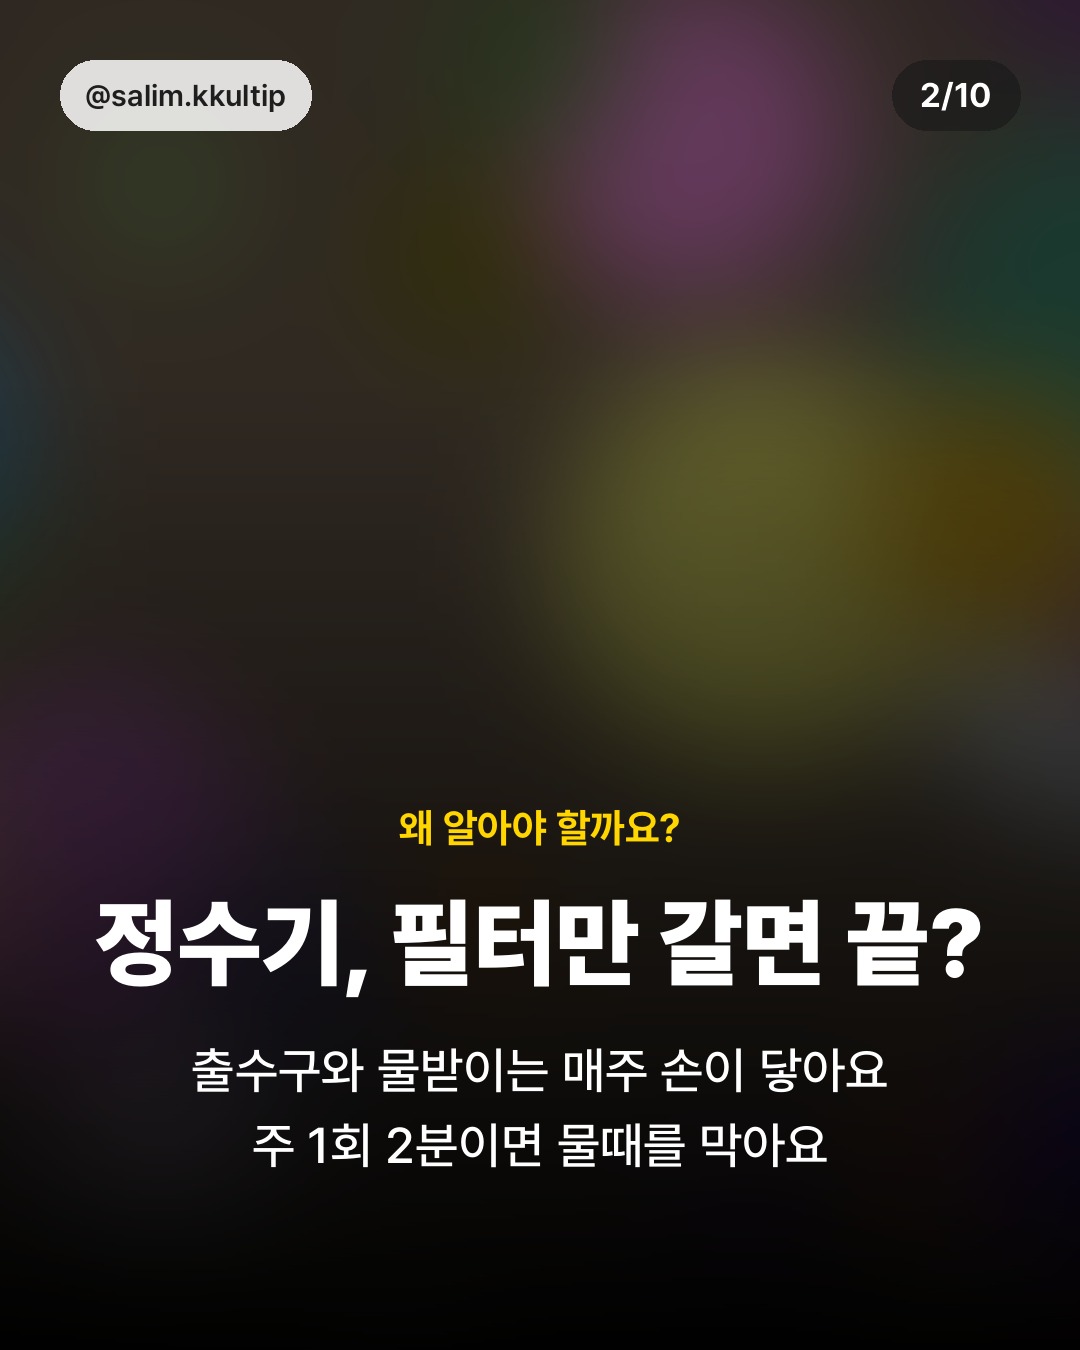 @salim.kkultip
2/10
왜 알아야 할까요?
정수기, 필터만 갈면 끝?
출수구와 물받이는 매주 손이 닿아요
주 1회 2분이면 물때를 막아요